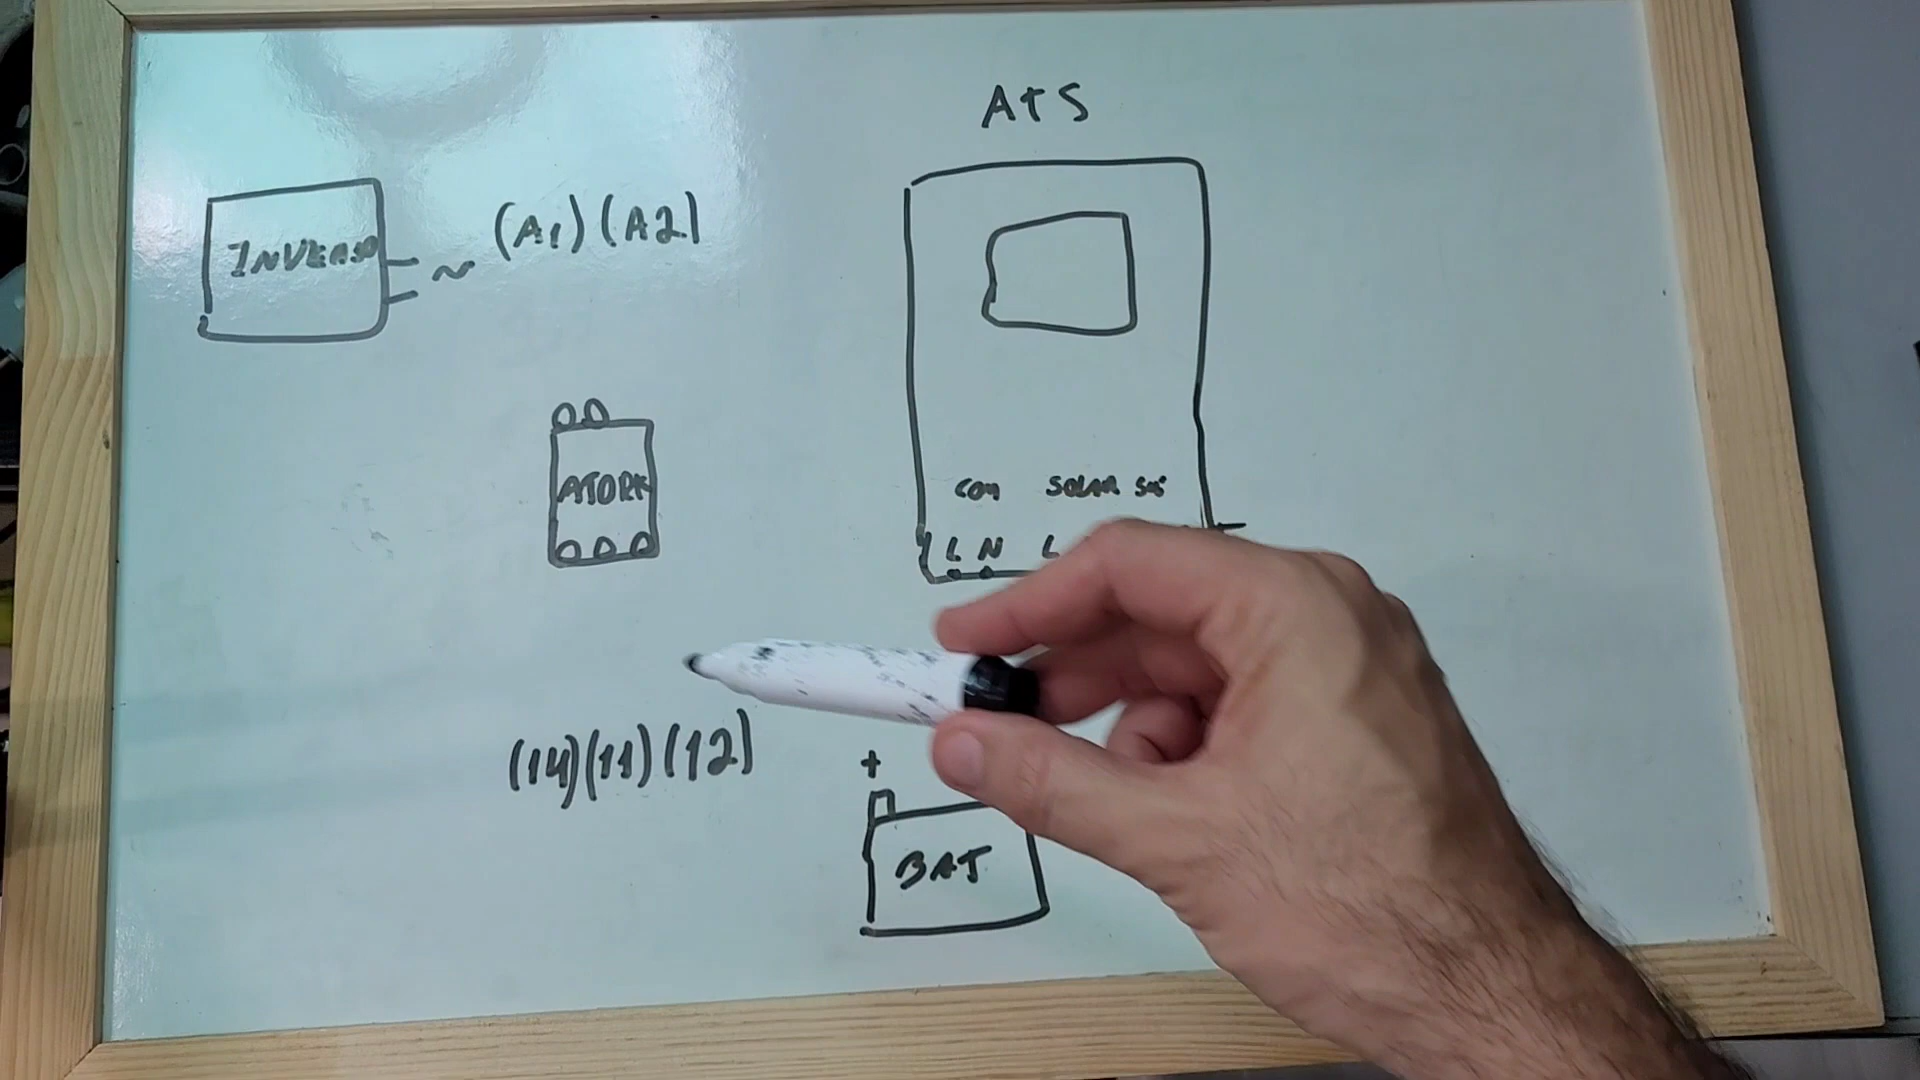 ATS
INVERSO
~ (A1) (A2)
ATORK
COM SOLAR
L N L
(14) (11) (12)
+
BAT